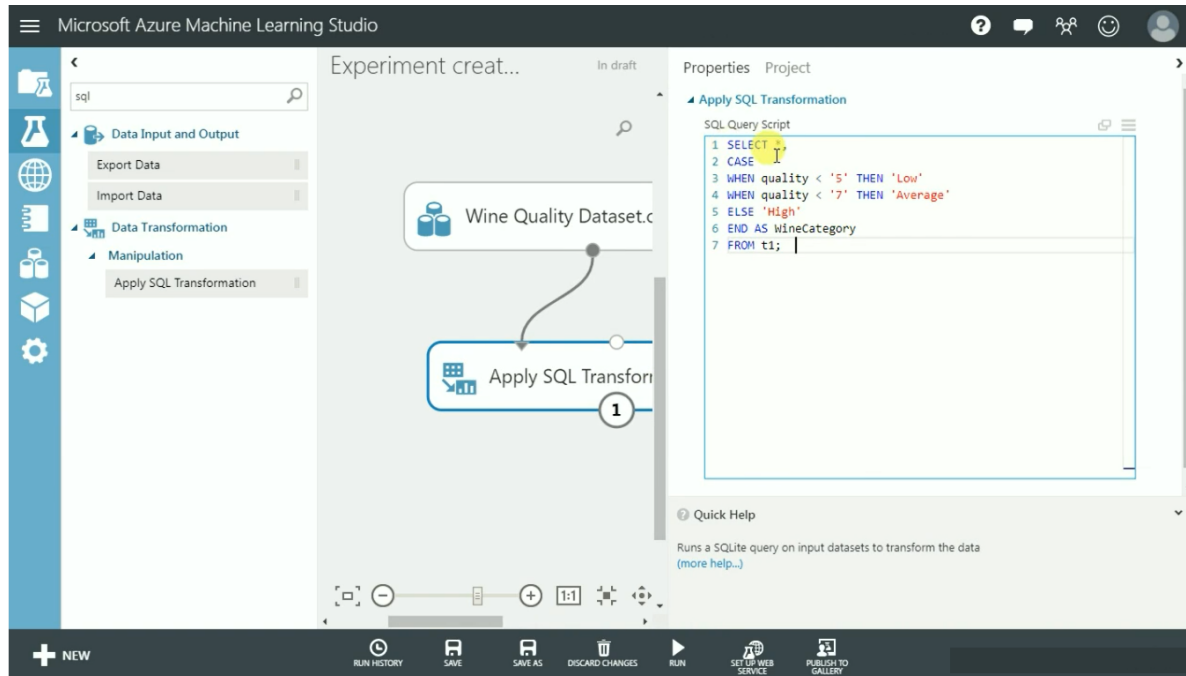 Microsoft Azure Machine Learning Studio
sql
Data Input and Output
Export Data
Import Data
Data Transformation
Manipulation
Apply SQL Transformation
Experiment creat...
In draft
Wine Quality Dataset.c
Apply SQL Transfor
1
Properties Project
Apply SQL Transformation
SQL Query Script
1 SELECT *,
2 CASE
3 WHEN quality < '5' THEN 'Low'
4 WHEN quality < '7' THEN 'Average'
5 ELSE 'High'
6 END AS WineCategory
7 FROM t1;
Quick Help
Runs a SQLite query on input datasets to transform the data
(more help...)
1:1
NEW
RUN HISTORY
SAVE
SAVE AS
DISCARD CHANGES
RUN
SET UP WEB
SERVICE
PUBLISH TO
GALLERY